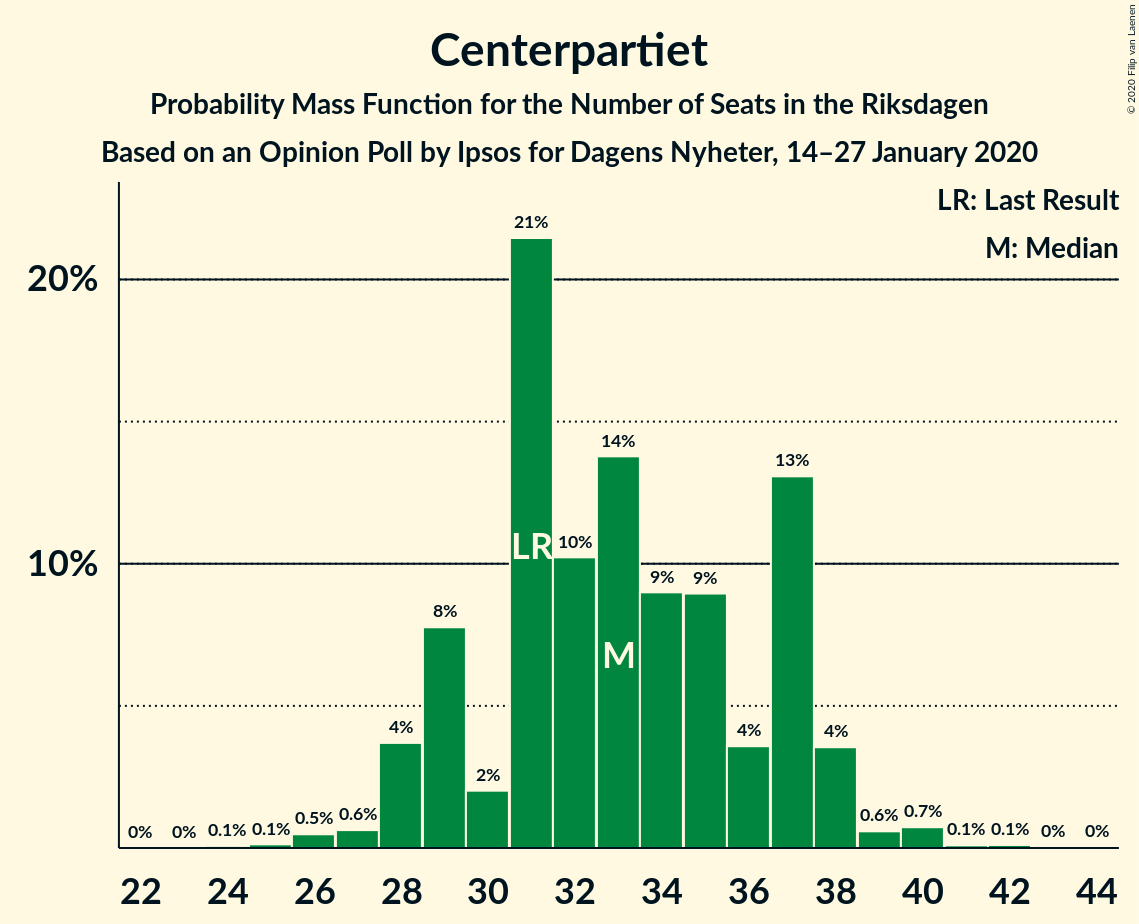 Centerpartiet
Probability Mass Function for the Number of Seats in the Riksdagen
Based on an Opinion Poll by Ipsos for Dagens Nyheter, 14–27 January 2020
© 2020 Filip van Laenen
LR: Last Result
M: Median
20%
10%
0% 0% 0.1% 0.1% 0.5% 0.6% 4% 8% 2% 21% 10% 14% 9% 9% 4% 13% 4% 0.6% 0.7% 0.1% 0.1% 0% 0%
LR
M
22 24 26 28 30 32 34 36 38 40 42 44